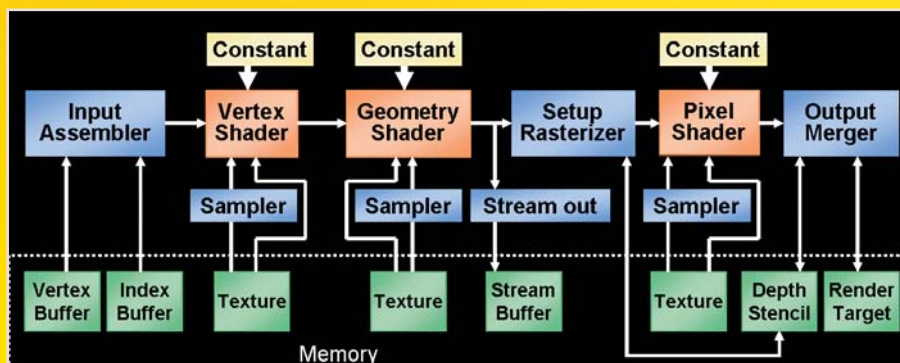 Constant
Constant
Constant
Input
Assembler
Vertex
Shader
Geometry
Shader
Setup
Rasterizer
Pixel
Shader
Output
Merger
Sampler
Sampler
Stream out
Sampler
Vertex
Buffer
Index
Buffer
Texture
Texture
Stream
Buffer
Texture
Depth
Stencil
Render
Target
Memory